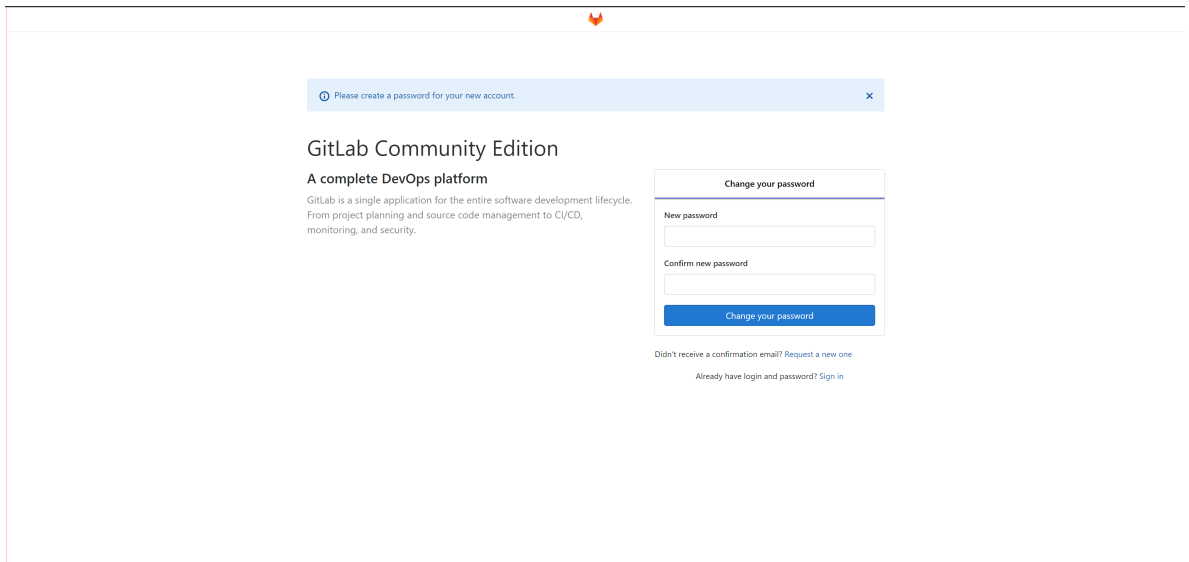 Please create a password for your new account.
GitLab Community Edition
A complete DevOps platform
GitLab is a single application for the entire software development lifecycle.
From project planning and source code management to CI/CD,
monitoring, and security.
Change your password
New password
Confirm new password
Change your password
Didn't receive a confirmation email? Request a new one
Already have login and password? Sign in